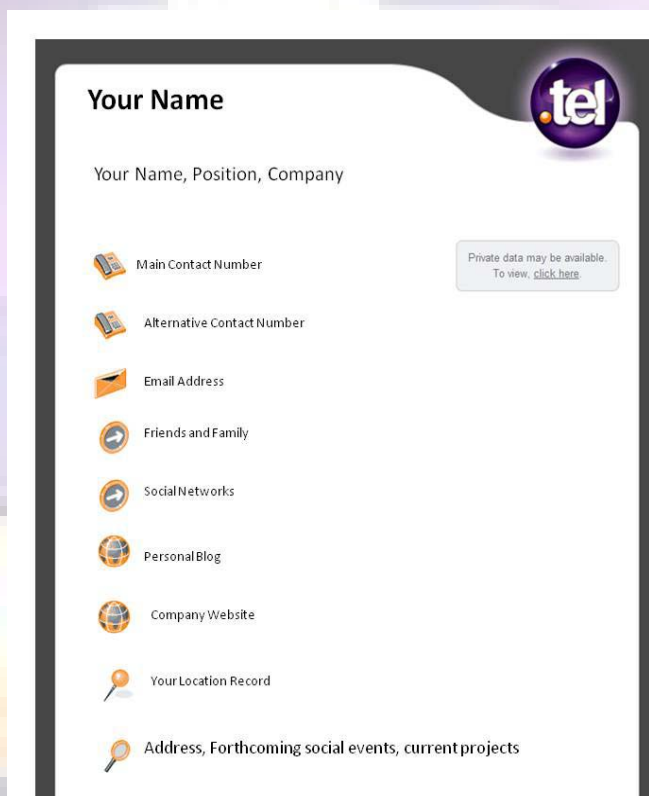 .tel
Your Name
Your Name, Position, Company
Main Contact Number
Private data may be available.
To view, click here.
Alternative Contact Number
Email Address
Friends and Family
Social Networks
Personal Blog
Company Website
Your Location Record
Address, Forthcoming social events, current projects